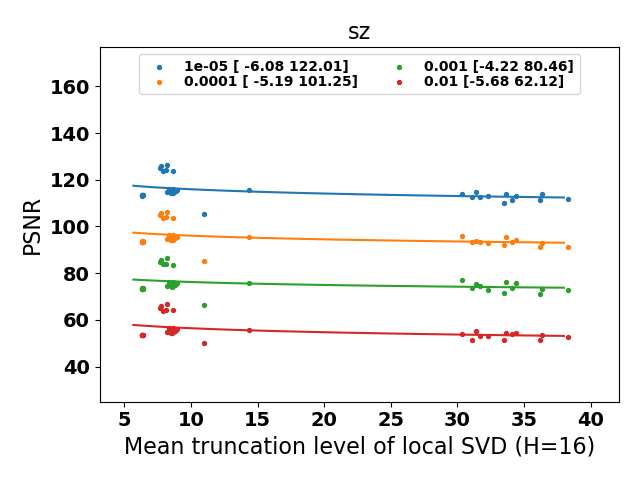 sz
1e-05 [ -6.08 122.01]
0.0001 [ -5.19 101.25]
0.001 [-4.22 80.46]
0.01 [-5.68 62.12]
160
140
120
100
80
60
40
PSNR
5 10 15 20 25 30 35 40
Mean truncation level of local SVD (H=16)